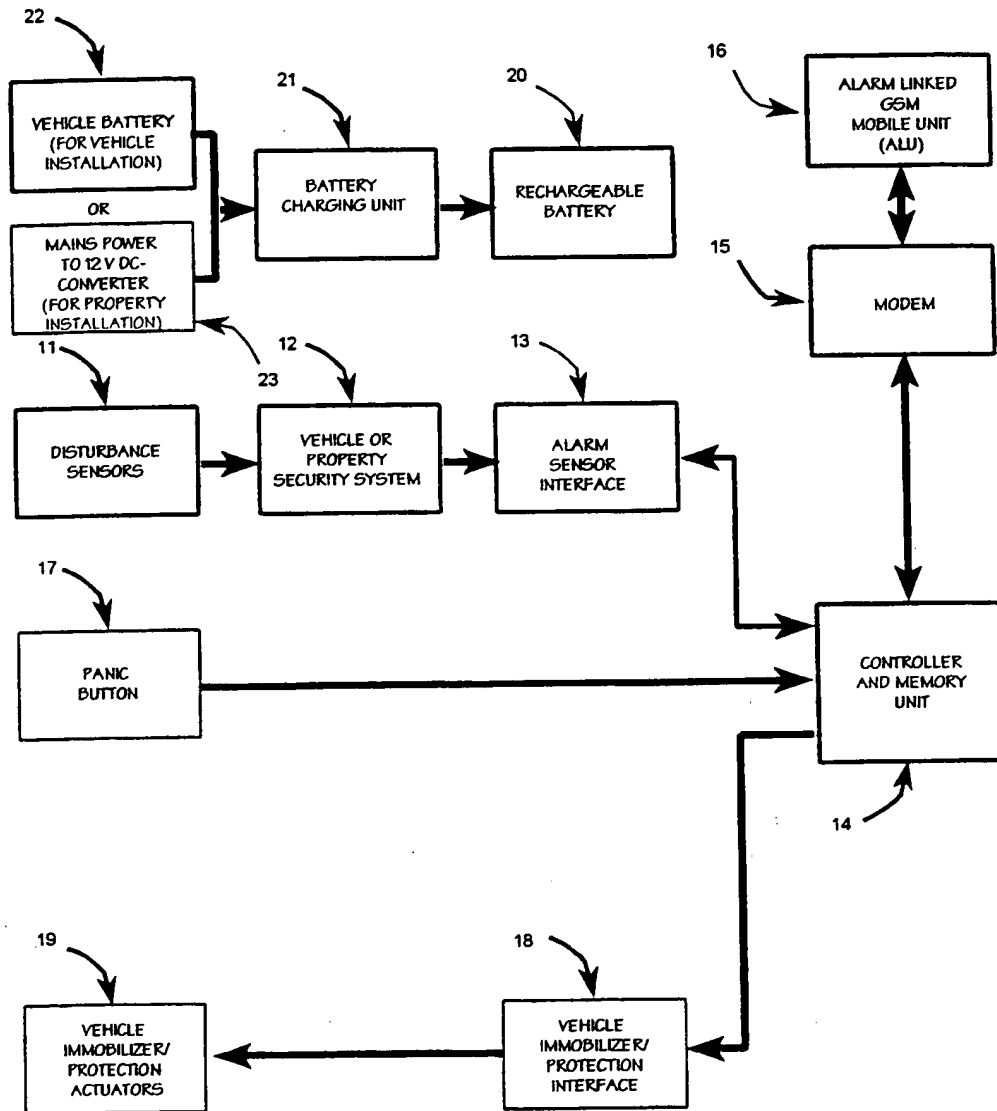 22
VEHICLE BATTERY
(FOR VEHICLE
INSTALLATION)
OR
MAINS POWER
TO 12 V DC-
CONVERTER
(FOR PROPERTY
INSTALLATION)
23
21
BATTERY
CHARGING UNIT
20
RECHARGEABLE
BATTERY
16
ALARM LINKED
GSM
MOBILE UNIT
(ALU)
15
MODEM
11
DISTURBANCE
SENSORS
12
VEHICLE OR
PROPERTY
SECURITY SYSTEM
13
ALARM
SENSOR
INTERFACE
17
PANIC
BUTTON
CONTROLLER
AND MEMORY
UNIT
14
19
VEHICLE
IMMOBILIZER/
PROTECTION
ACTUATORS
18
VEHICLE
IMMOBILIZER/
PROTECTION
INTERFACE